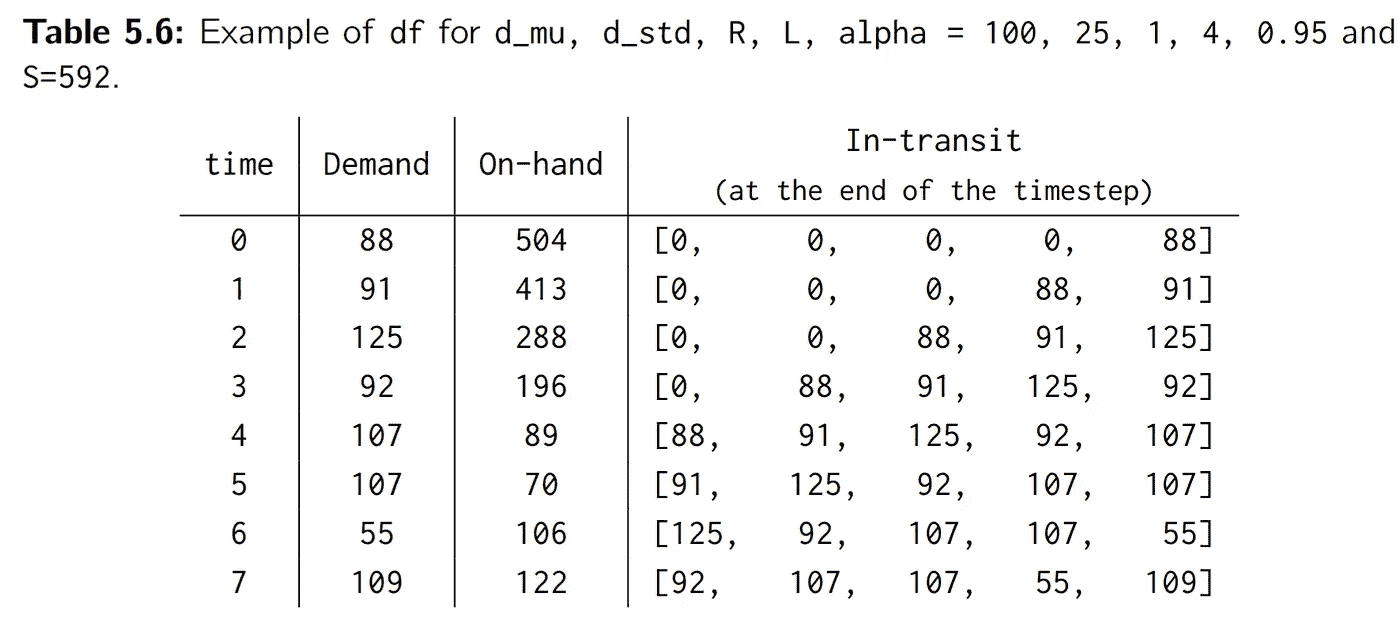 Table 5.6: Example of df for d_mu, d_std, R, L, alpha = 100, 25, 1, 4, 0.95 and
S=592.
time Demand On-hand In-transit
(at the end of the timestep)
0 88 504 [0, 0, 0, 0, 88]
1 91 413 [0, 0, 0, 88, 91]
2 125 288 [0, 0, 88, 91, 125]
3 92 196 [0, 88, 91, 125, 92]
4 107 89 [88, 91, 125, 92, 107]
5 107 70 [91, 125, 92, 107, 107]
6 55 106 [125, 92, 107, 107, 55]
7 109 122 [92, 107, 107, 55, 109]